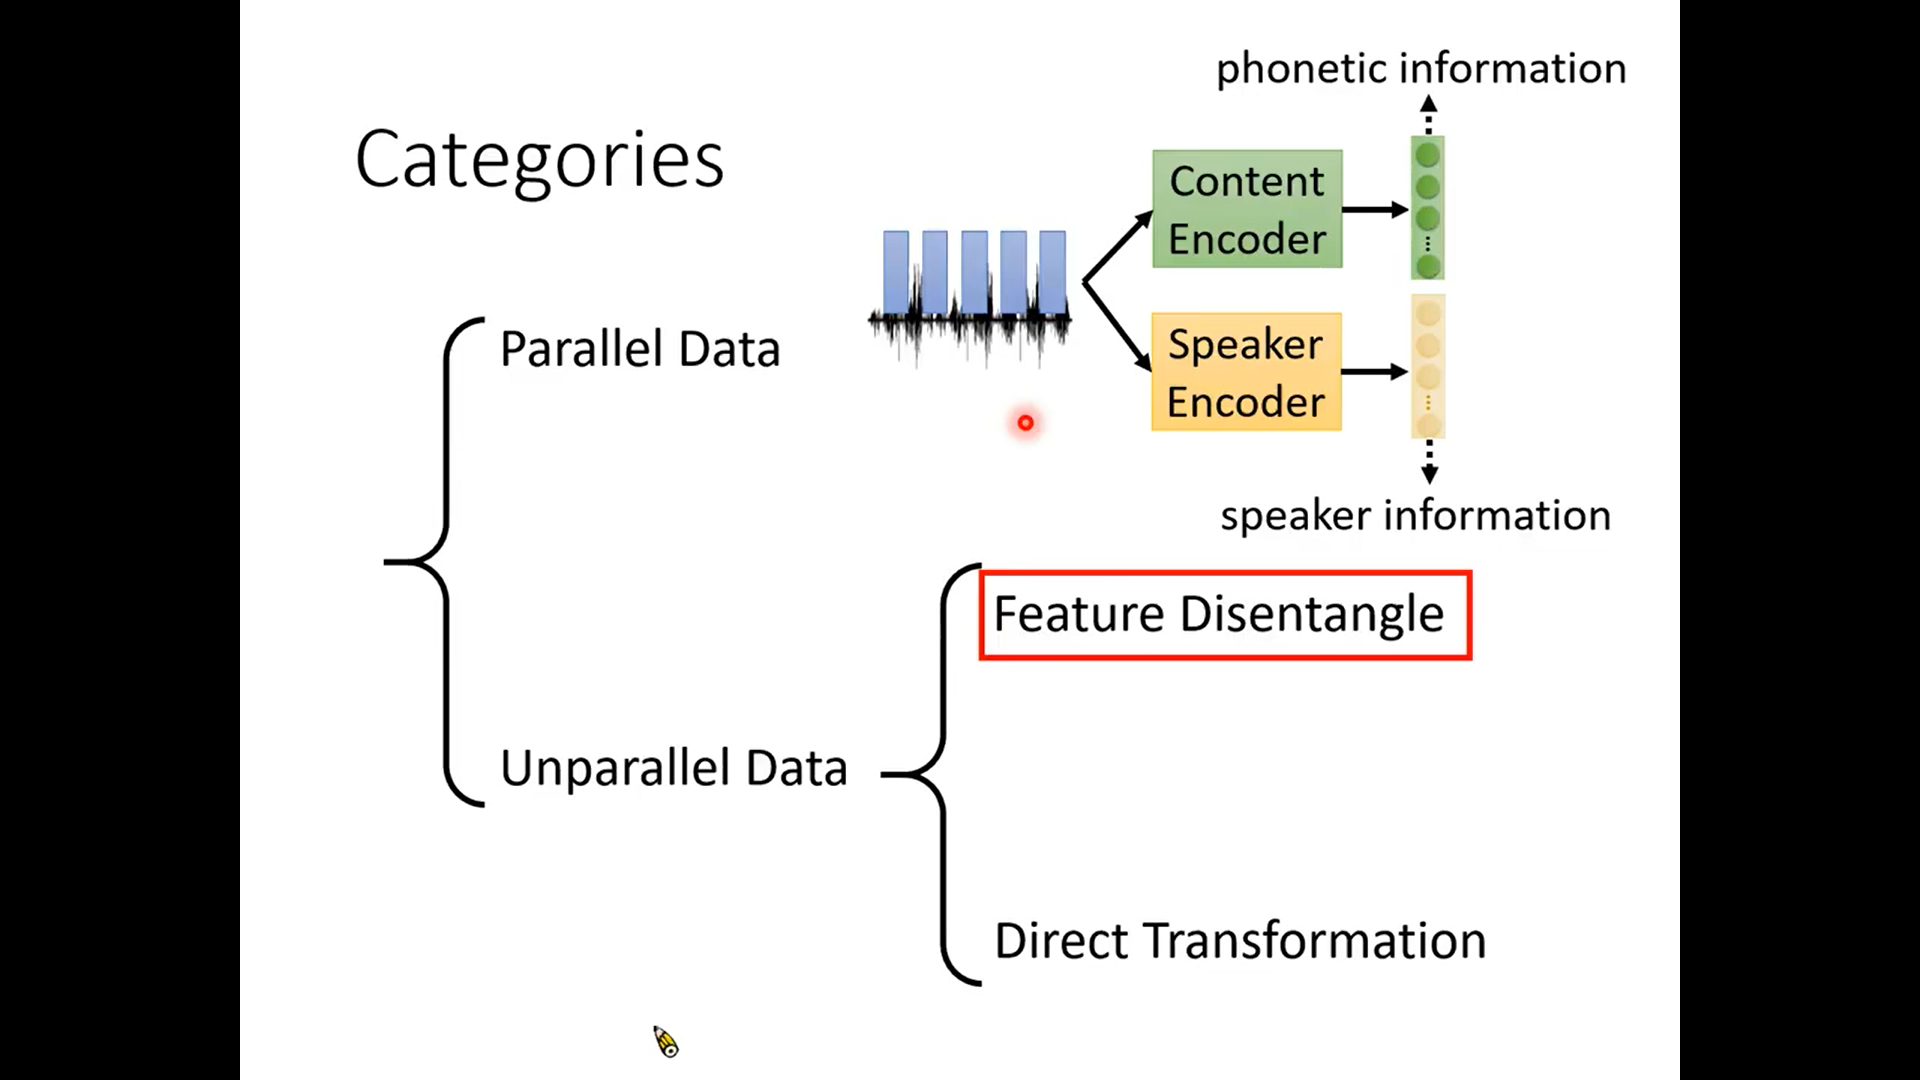 phonetic information
Categories
Content
Encoder
Speaker
Encoder
Parallel Data
speaker information
Feature Disentangle
Unparallel Data
Direct Transformation